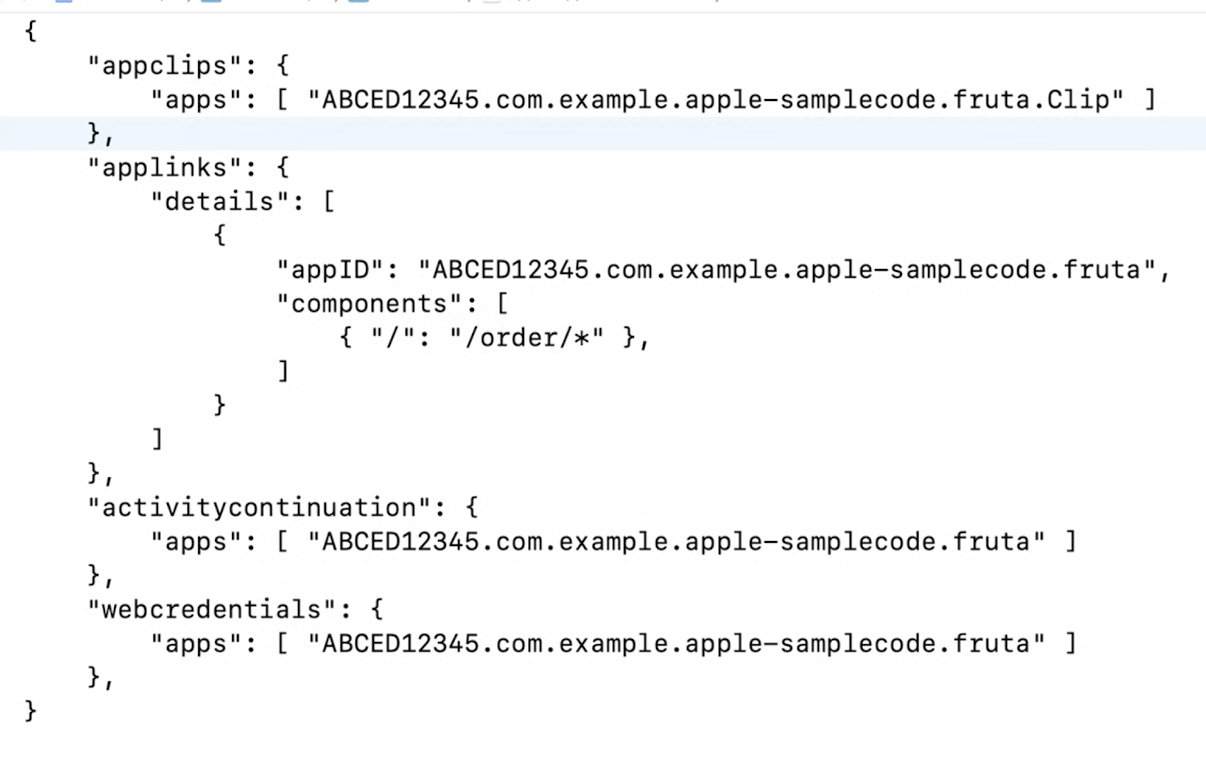 {
    "appclips": {
        "apps": [ "ABCED12345.com.example.apple-samplecode.fruta.Clip" ]
    },
    "applinks": {
        "details": [
            {
                "appID": "ABCED12345.com.example.apple-samplecode.fruta",
                "components": [
                    { "/": "/order/*" },
                ]
            }
        ]
    },
    "activitycontinuation": {
        "apps": [ "ABCED12345.com.example.apple-samplecode.fruta" ]
    },
    "webcredentials": {
        "apps": [ "ABCED12345.com.example.apple-samplecode.fruta" ]
    },
}